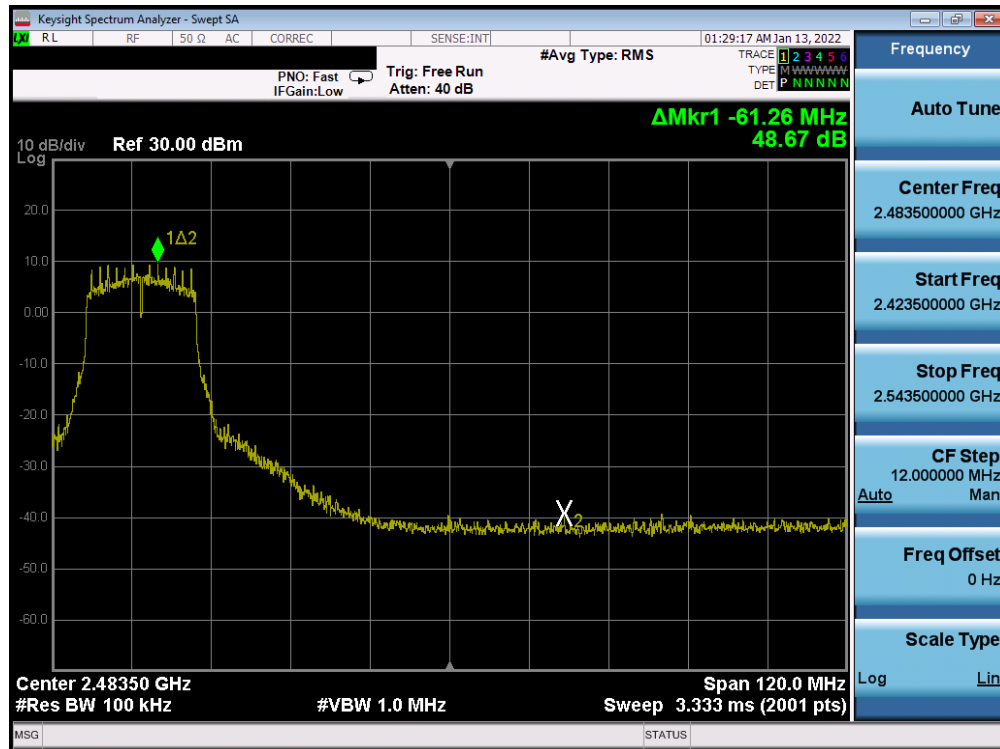 Keysight Spectrum Analyzer - Swept SA
LXI RL RF 50 Ω AC CORREC SENSE:INT 01:29:17 AM Jan 13, 2022
#Avg Type: RMS
TRACE 1 2 3 4 5 6
PNO: Fast Trig: Free Run
TYPE M WWWWW
IFGain:Low Atten: 40 dB
DET P N N N N N
ΔMkr1 -61.26 MHz
48.67 dB
10 dB/div Ref 30.00 dBm
Log
20.0
10.0
0.00
-10.0
-20.0
-30.0
-40.0
-50.0
-60.0
1Δ2
X2
Center 2.48350 GHz Span 120.0 MHz
#Res BW 100 kHz #VBW 1.0 MHz Sweep 3.333 ms (2001 pts)
MSG STATUS
Frequency
Auto Tune
Center Freq
2.483500000 GHz
Start Freq
2.423500000 GHz
Stop Freq
2.543500000 GHz
CF Step
12.000000 MHz
Auto Man
Freq Offset
0 Hz
Scale Type
Log Lin